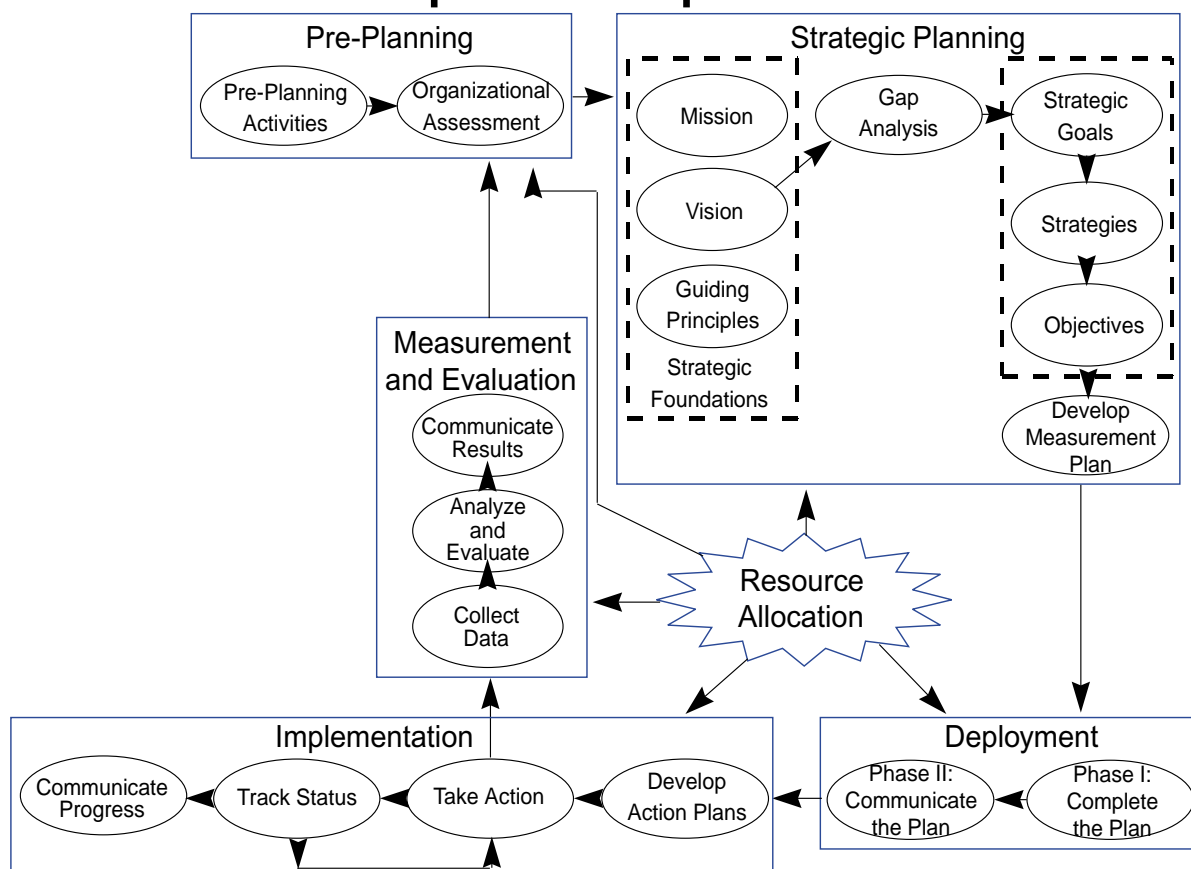 Pre-Planning
Pre-Planning
Activities
Organizational
Assessment
Strategic Planning
Mission
Vision
Guiding
Principles
Strategic
Foundations
Gap
Analysis
Strategic
Goals
Strategies
Objectives
Develop
Measurement
Plan
Measurement
and Evaluation
Communicate
Results
Analyze
and
Evaluate
Collect
Data
Resource
Allocation
Implementation
Communicate
Progress
Track Status
Take Action
Develop
Action Plans
Deployment
Phase II:
Communicate
the Plan
Phase I:
Complete
the Plan